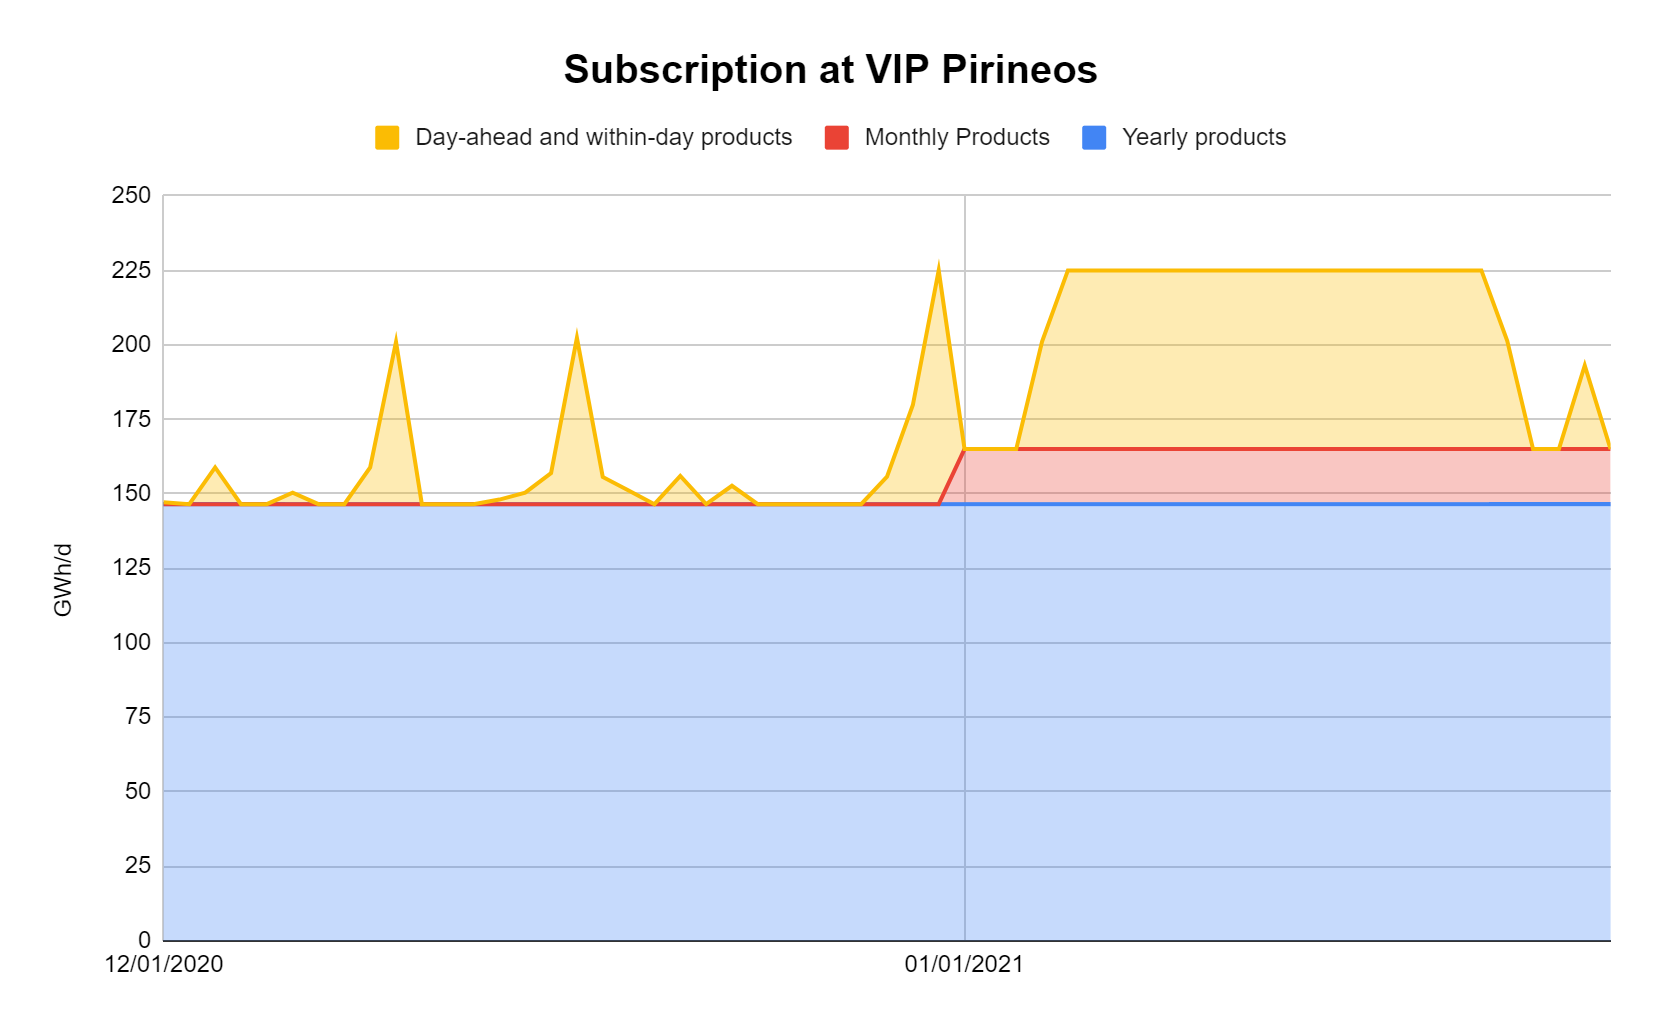 Subscription at VIP Pirineos
Day-ahead and within-day products
Monthly Products
Yearly products
250
225
200
175
150
125
100
75
50
25
0
GWh/d
12/01/2020
01/01/2021